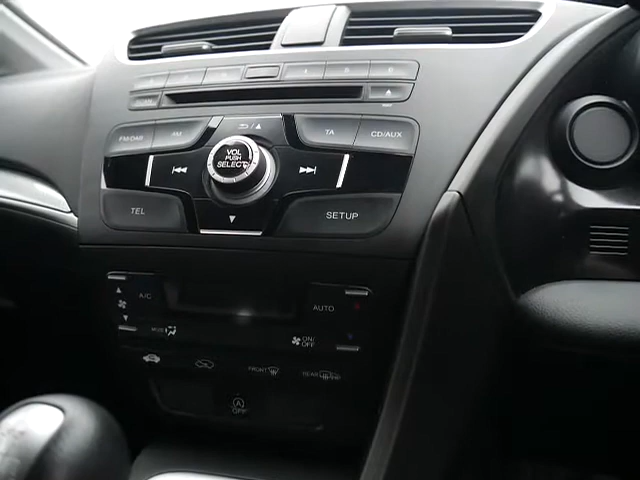 FM/DAB AM TA CD/AUX
VOL
PUSH
SELECT
TEL SETUP
A/C AUTO
ON/
OFF
FRONT REAR
A
OFF